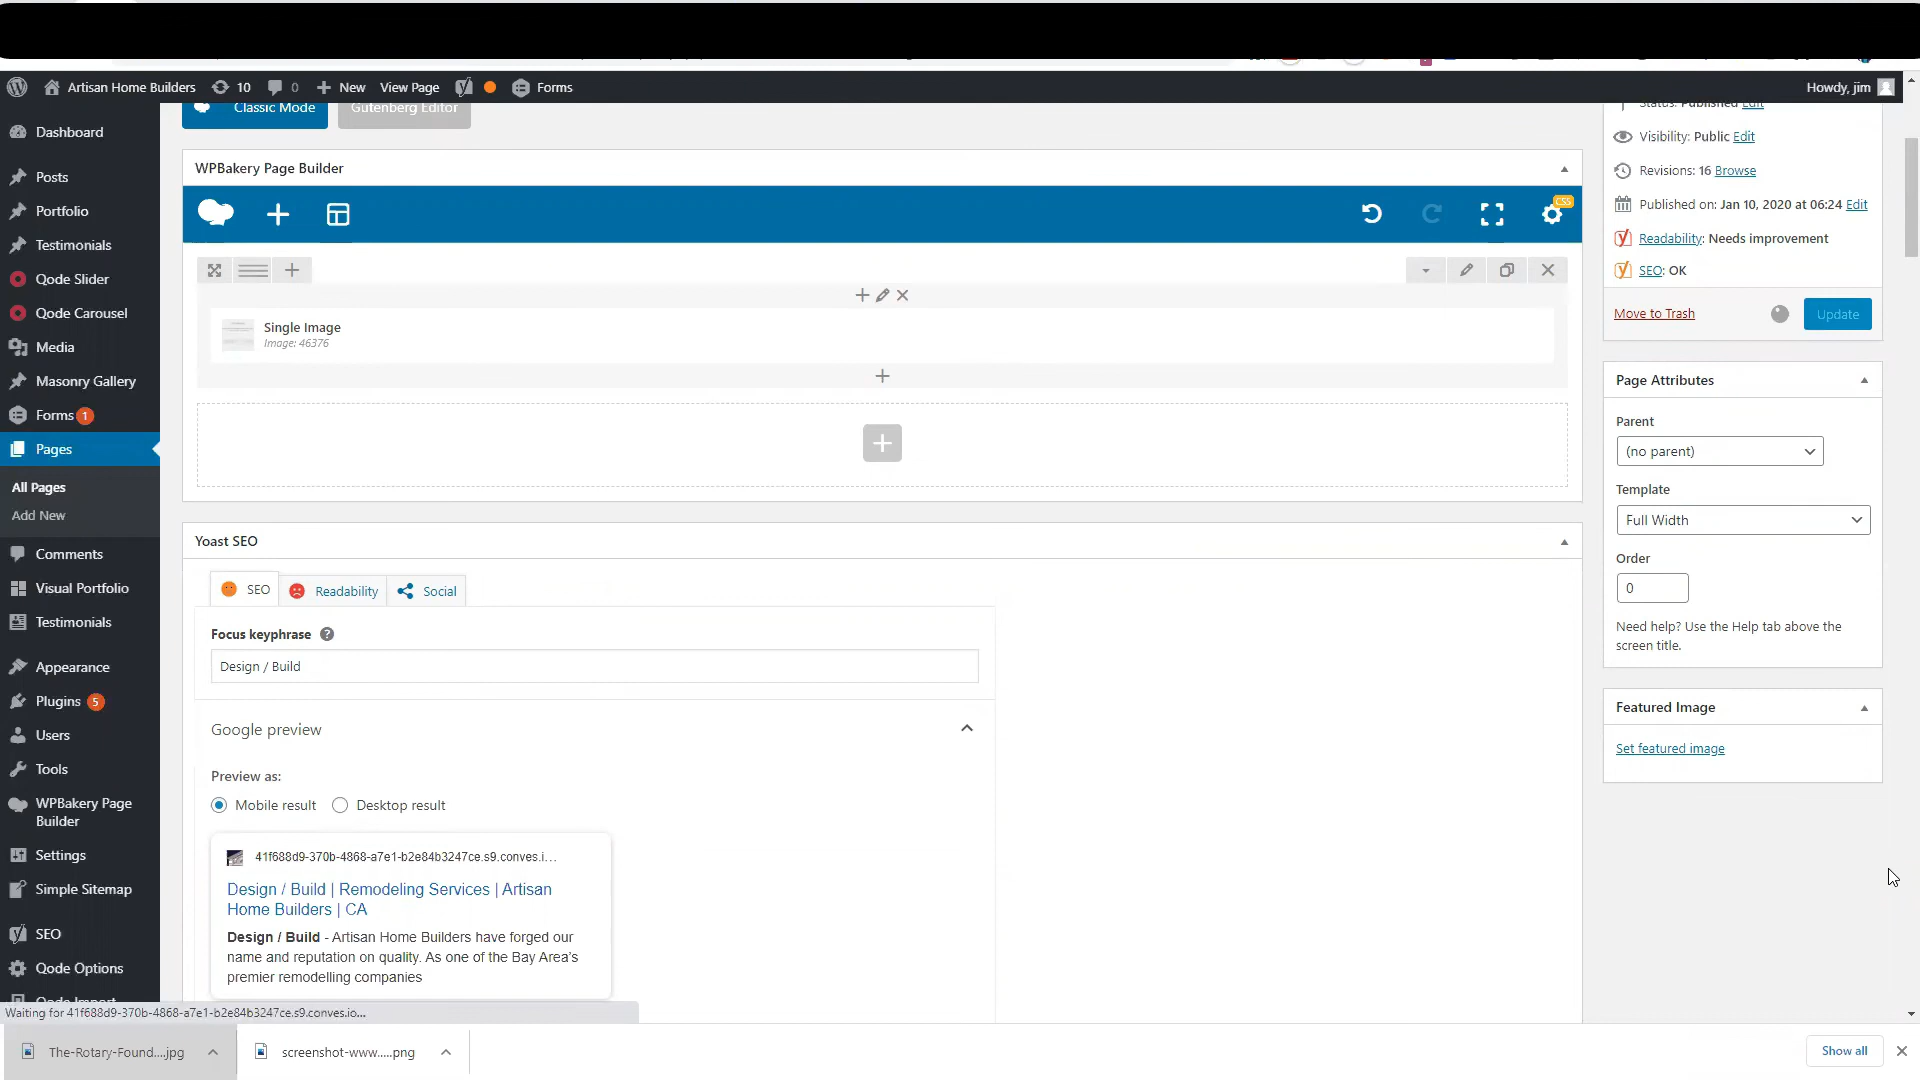 Artisan Home Builders 10 0 New View Page Forms Howdy, jim
Classic Mode Gutenberg Editor
Dashboard
Posts
Portfolio
Testimonials
Qode Slider
Qode Carousel
Media
Masonry Gallery
Forms 1
Pages
All Pages
Add New
Comments
Visual Portfolio
Testimonials
Appearance
Plugins 5
Users
Tools
WPBakery Page
Builder
Settings
Simple Sitemap
SEO
Qode Options
Qode Import
WPBakery Page Builder
CSS
Single Image
Image: 46376
Yoast SEO
SEO Readability Social
Focus keyphrase
Design / Build
Google preview
Preview as:
Mobile result Desktop result
41f688d9-370b-4868-a7e1-b2e84b3247ce.s9.conves.i...
Design / Build | Remodeling Services | Artisan
Home Builders | CA
Design / Build - Artisan Home Builders have forged our
name and reputation on quality. As one of the Bay Area's
premier remodelling companies
Status: Published Edit
Visibility: Public Edit
Revisions: 16 Browse
Published on: Jan 10, 2020 at 06:24 Edit
Readability: Needs improvement
SEO: OK
Move to Trash Update
Page Attributes
Parent
(no parent)
Template
Full Width
Order
0
Need help? Use the Help tab above the
screen title.
Featured Image
Set featured image
Waiting for 41f688d9-370b-4868-a7e1-b2e84b3247ce.s9.conves.io...
The-Rotary-Found....jpg screenshot-www.....png Show all